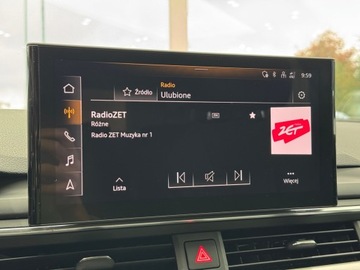 9:59
Źródło
Radio
Ulubione
RadioZET
Różne
Radio ZET Muzyka nr 1
ZET
Lista
Więcej